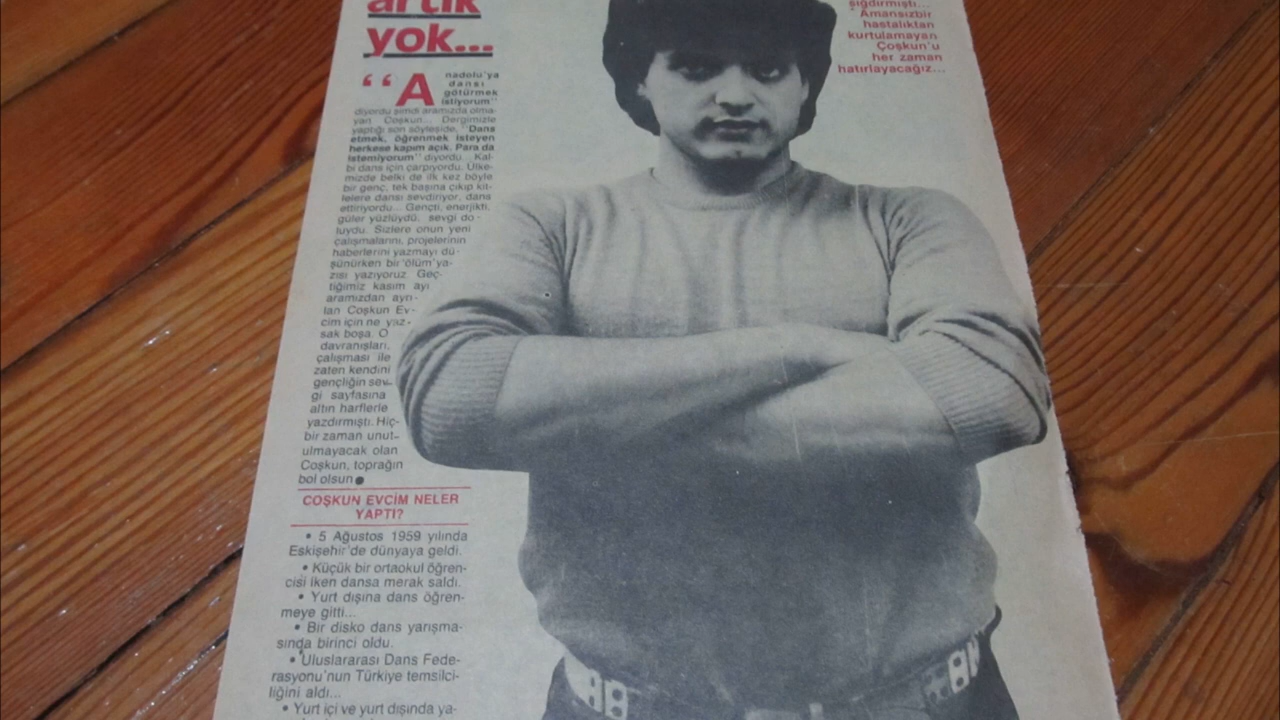 artık
yok...
“A
nadolu'ya
dansı
götürmek
istiyorum”
diyordu şimdi aramızda olma-
yan Coşkun... Dergimizle
yaptığı son söyleşide, “Dans
etmek, öğrenmek isteyen
herkese kapım açık. Para da
istemiyorum” diyordu. Kal-
bi dans için çarpıyordu. Ülke-
mizde belki de ilk kez böyle
bir genç, tek başına çıkıp kit-
lelere dansı sevdiriyor, dans
ettiriyordu... Gençti, enerjikti,
güler yüzlüydü, sevgi do-
luydu. Sizlere onun yeni
çalışmalarını, projelerinin
haberlerini yazmayı dü-
şünürken bir 'ölüm' ya-
zısı yazıyoruz. Geç-
tiğimiz kasım ayı
aramızdan ayrı-
lan Coşkun Ev-
cim için ne yaz-
sak boşa. O
davranışları,
çalışması ile
zaten kendini
gençliğin sev-
gi sayfasına
altın harflerle
yazdırmıştı. Hiç-
bir zaman unut-
ulmayacak olan
Coşkun, toprağın
bol olsun●
COŞKUN EVCİM NELER
YAPTI?
• 5 Ağustos 1959 yılında
Eskişehir'de dünyaya geldi.
• Küçük bir ortaokul öğren-
cisi iken dansa merak saldı.
• Yurt dışına dans öğren-
meye gitti...
• Bir disko dans yarışma-
sında birinci oldu.
• Uluslararası Dans Fede-
rasyonu'nun Türkiye temsilci-
liğini aldı...
• Yurt içi ve yurt dışında ya-
sığdırmıştı...
Amansızbir
hastalıktan
kurtulamayan
Çoşkun'u
her zaman
hatırlayacağız...